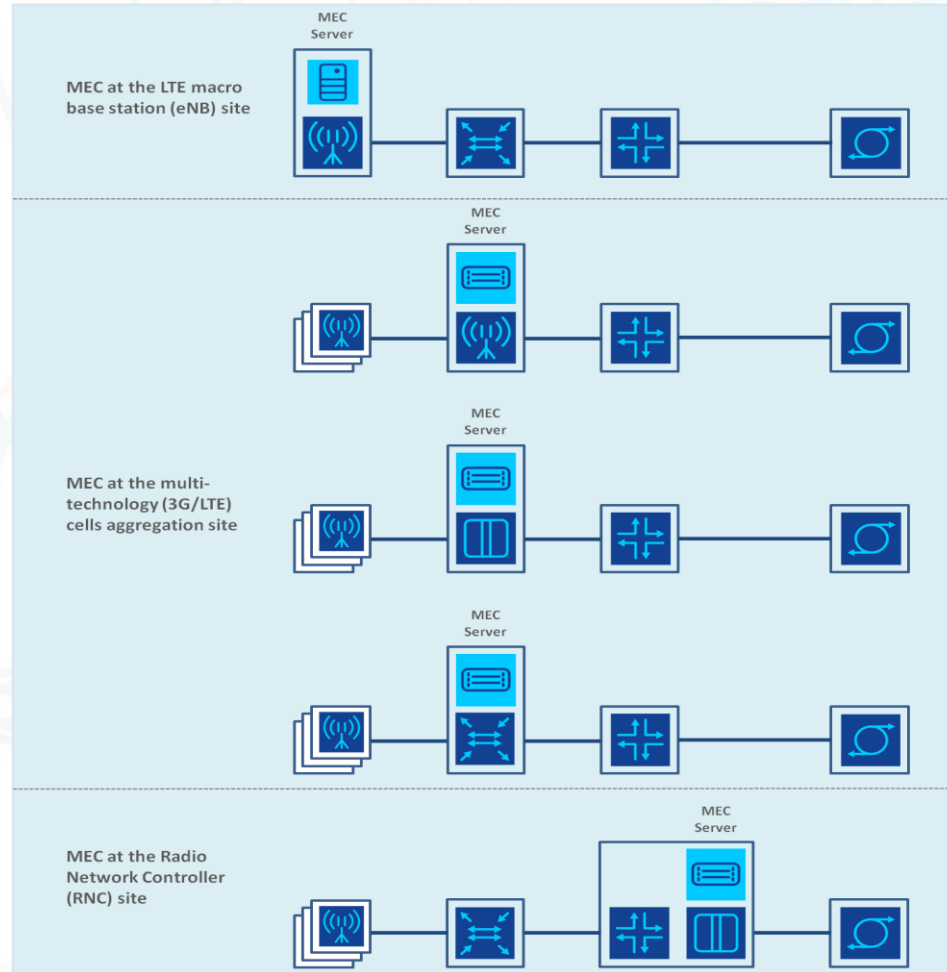 MEC
Server
MEC at the LTE macro
base station (eNB) site
MEC
Server
MEC
Server
MEC at the multi-
technology (3G/LTE)
cells aggregation site
MEC
Server
MEC
Server
MEC at the Radio
Network Controller
(RNC) site